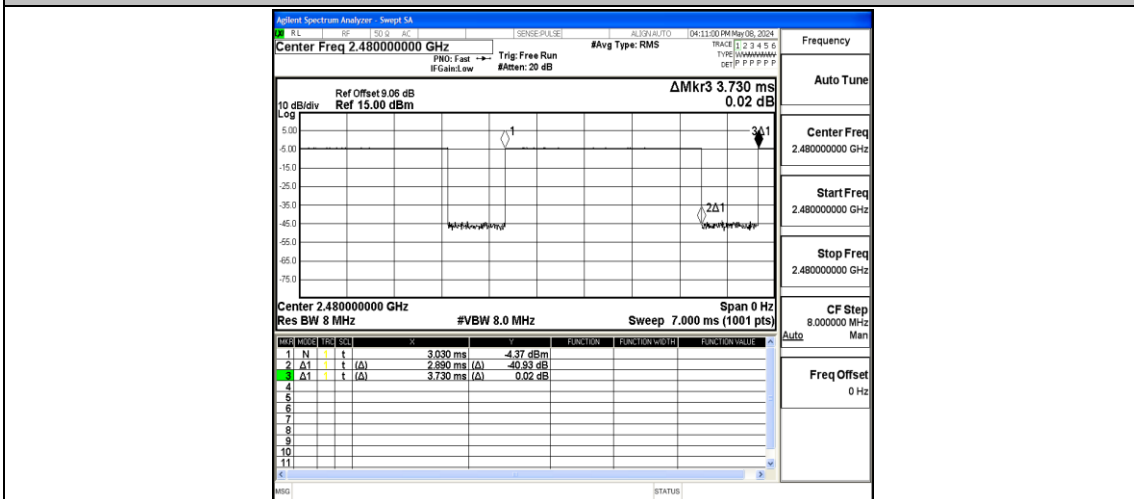 Agilent Spectrum Analyzer - Swept SA
RL RF 50 Ω AC SENSE:PULSE ALIGN AUTO 04:11:00 PM May 08, 2024
Center Freq 2.480000000 GHz
PNO: Fast
IFGain:Low
Trig: Free Run
#Atten: 20 dB
#Avg Type: RMS
TRACE 1 2 3 4 5 6
TYPE
DET P P P P P P
Ref Offset 9.06 dB
10 dB/div Ref 15.00 dBm
Log
ΔMkr3 3.730 ms
0.02 dB
5.00
-5.00
-15.0
-25.0
-35.0
-45.0
-55.0
-65.0
-75.0
1
3Δ1
2Δ1
Center 2.480000000 GHz Span 0 Hz
Res BW 8 MHz #VBW 8.0 MHz Sweep 7.000 ms (1001 pts)
MKR MODE TRC SCL X Y FUNCTION FUNCTION WIDTH FUNCTION VALUE
1 N 1 t 3.030 ms -4.37 dBm
2 Δ1 1 t (Δ) 2.890 ms (Δ) -40.93 dB
3 Δ1 1 t (Δ) 3.730 ms (Δ) 0.02 dB
4
5
6
7
8
9
10
11
MSG STATUS
Frequency
Auto Tune
Center Freq
2.480000000 GHz
Start Freq
2.480000000 GHz
Stop Freq
2.480000000 GHz
CF Step
8.000000 MHz
Auto Man
Freq Offset
0 Hz